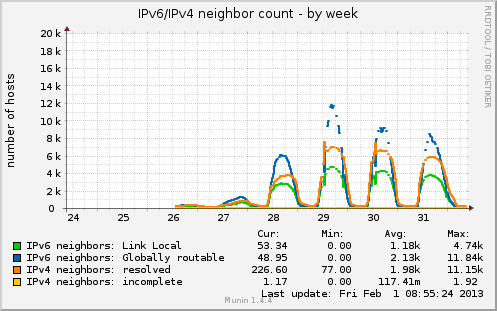 IPv6/IPv4 neighbor count - by week
RRDTOOL / TOBI OETIKER
number of hosts
20 k
18 k
16 k
14 k
12 k
10 k
8 k
6 k
4 k
2 k
0
24 25 26 27 28 29 30 31
Cur: Min: Avg: Max:
IPv6 neighbors: Link Local 53.34 0.00 1.18k 4.74k
IPv6 neighbors: Globally routable 48.95 0.00 2.13k 11.84k
IPv4 neighbors: resolved 226.60 77.00 1.98k 11.15k
IPv4 neighbors: incomplete 1.17 0.00 117.41m 1.92
Last update: Fri Feb 1 08:55:24 2013
Munin 1.4.4